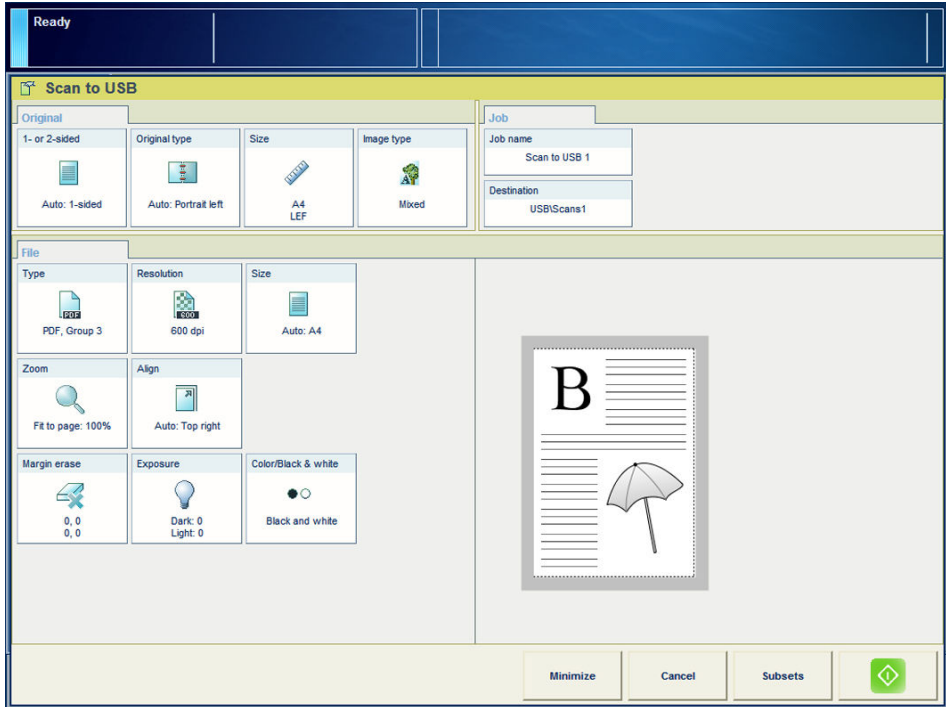 Ready
Scan to USB
Original
1- or 2-sided
Auto: 1-sided
Original type
Auto: Portrait left
Size
A4
LEF
Image type
A
Mixed
Job
Job name
Scan to USB 1
Destination
USB\Scans1
File
Type
PDF
PDF, Group 3
Resolution
600
600 dpi
Size
Auto: A4
Zoom
Fit to page: 100%
Align
Auto: Top right
Margin erase
0, 0
0, 0
Exposure
Dark: 0
Light: 0
Color/Black & white
Black and white
B
Minimize
Cancel
Subsets